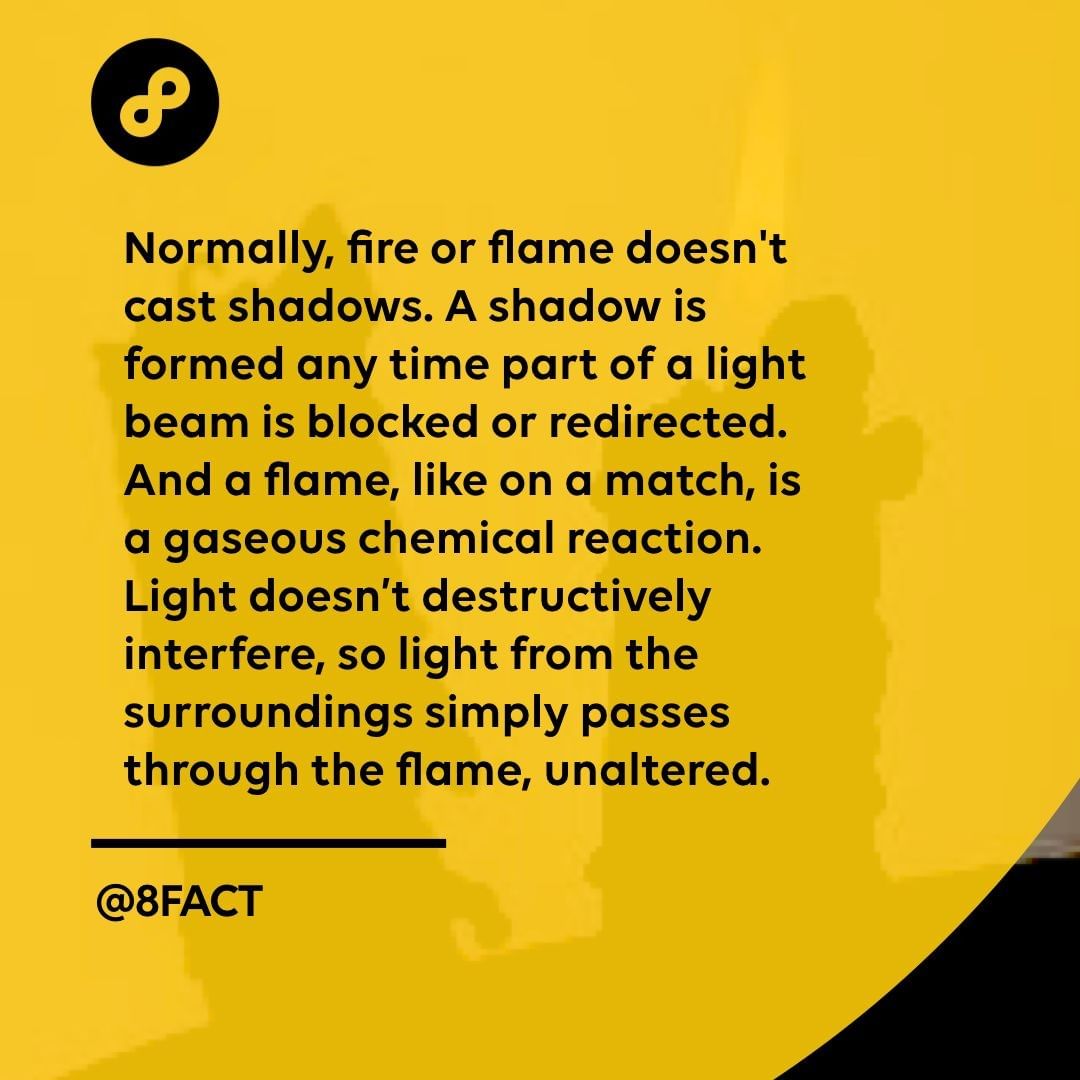 Normally, fire or flame doesn't
cast shadows. A shadow is
formed any time part of a light
beam is blocked or redirected.
And a flame, like on a match, is
a gaseous chemical reaction.
Light doesn’t destructively
interfere, so light from the
surroundings simply passes
through the flame, unaltered.
@8FACT